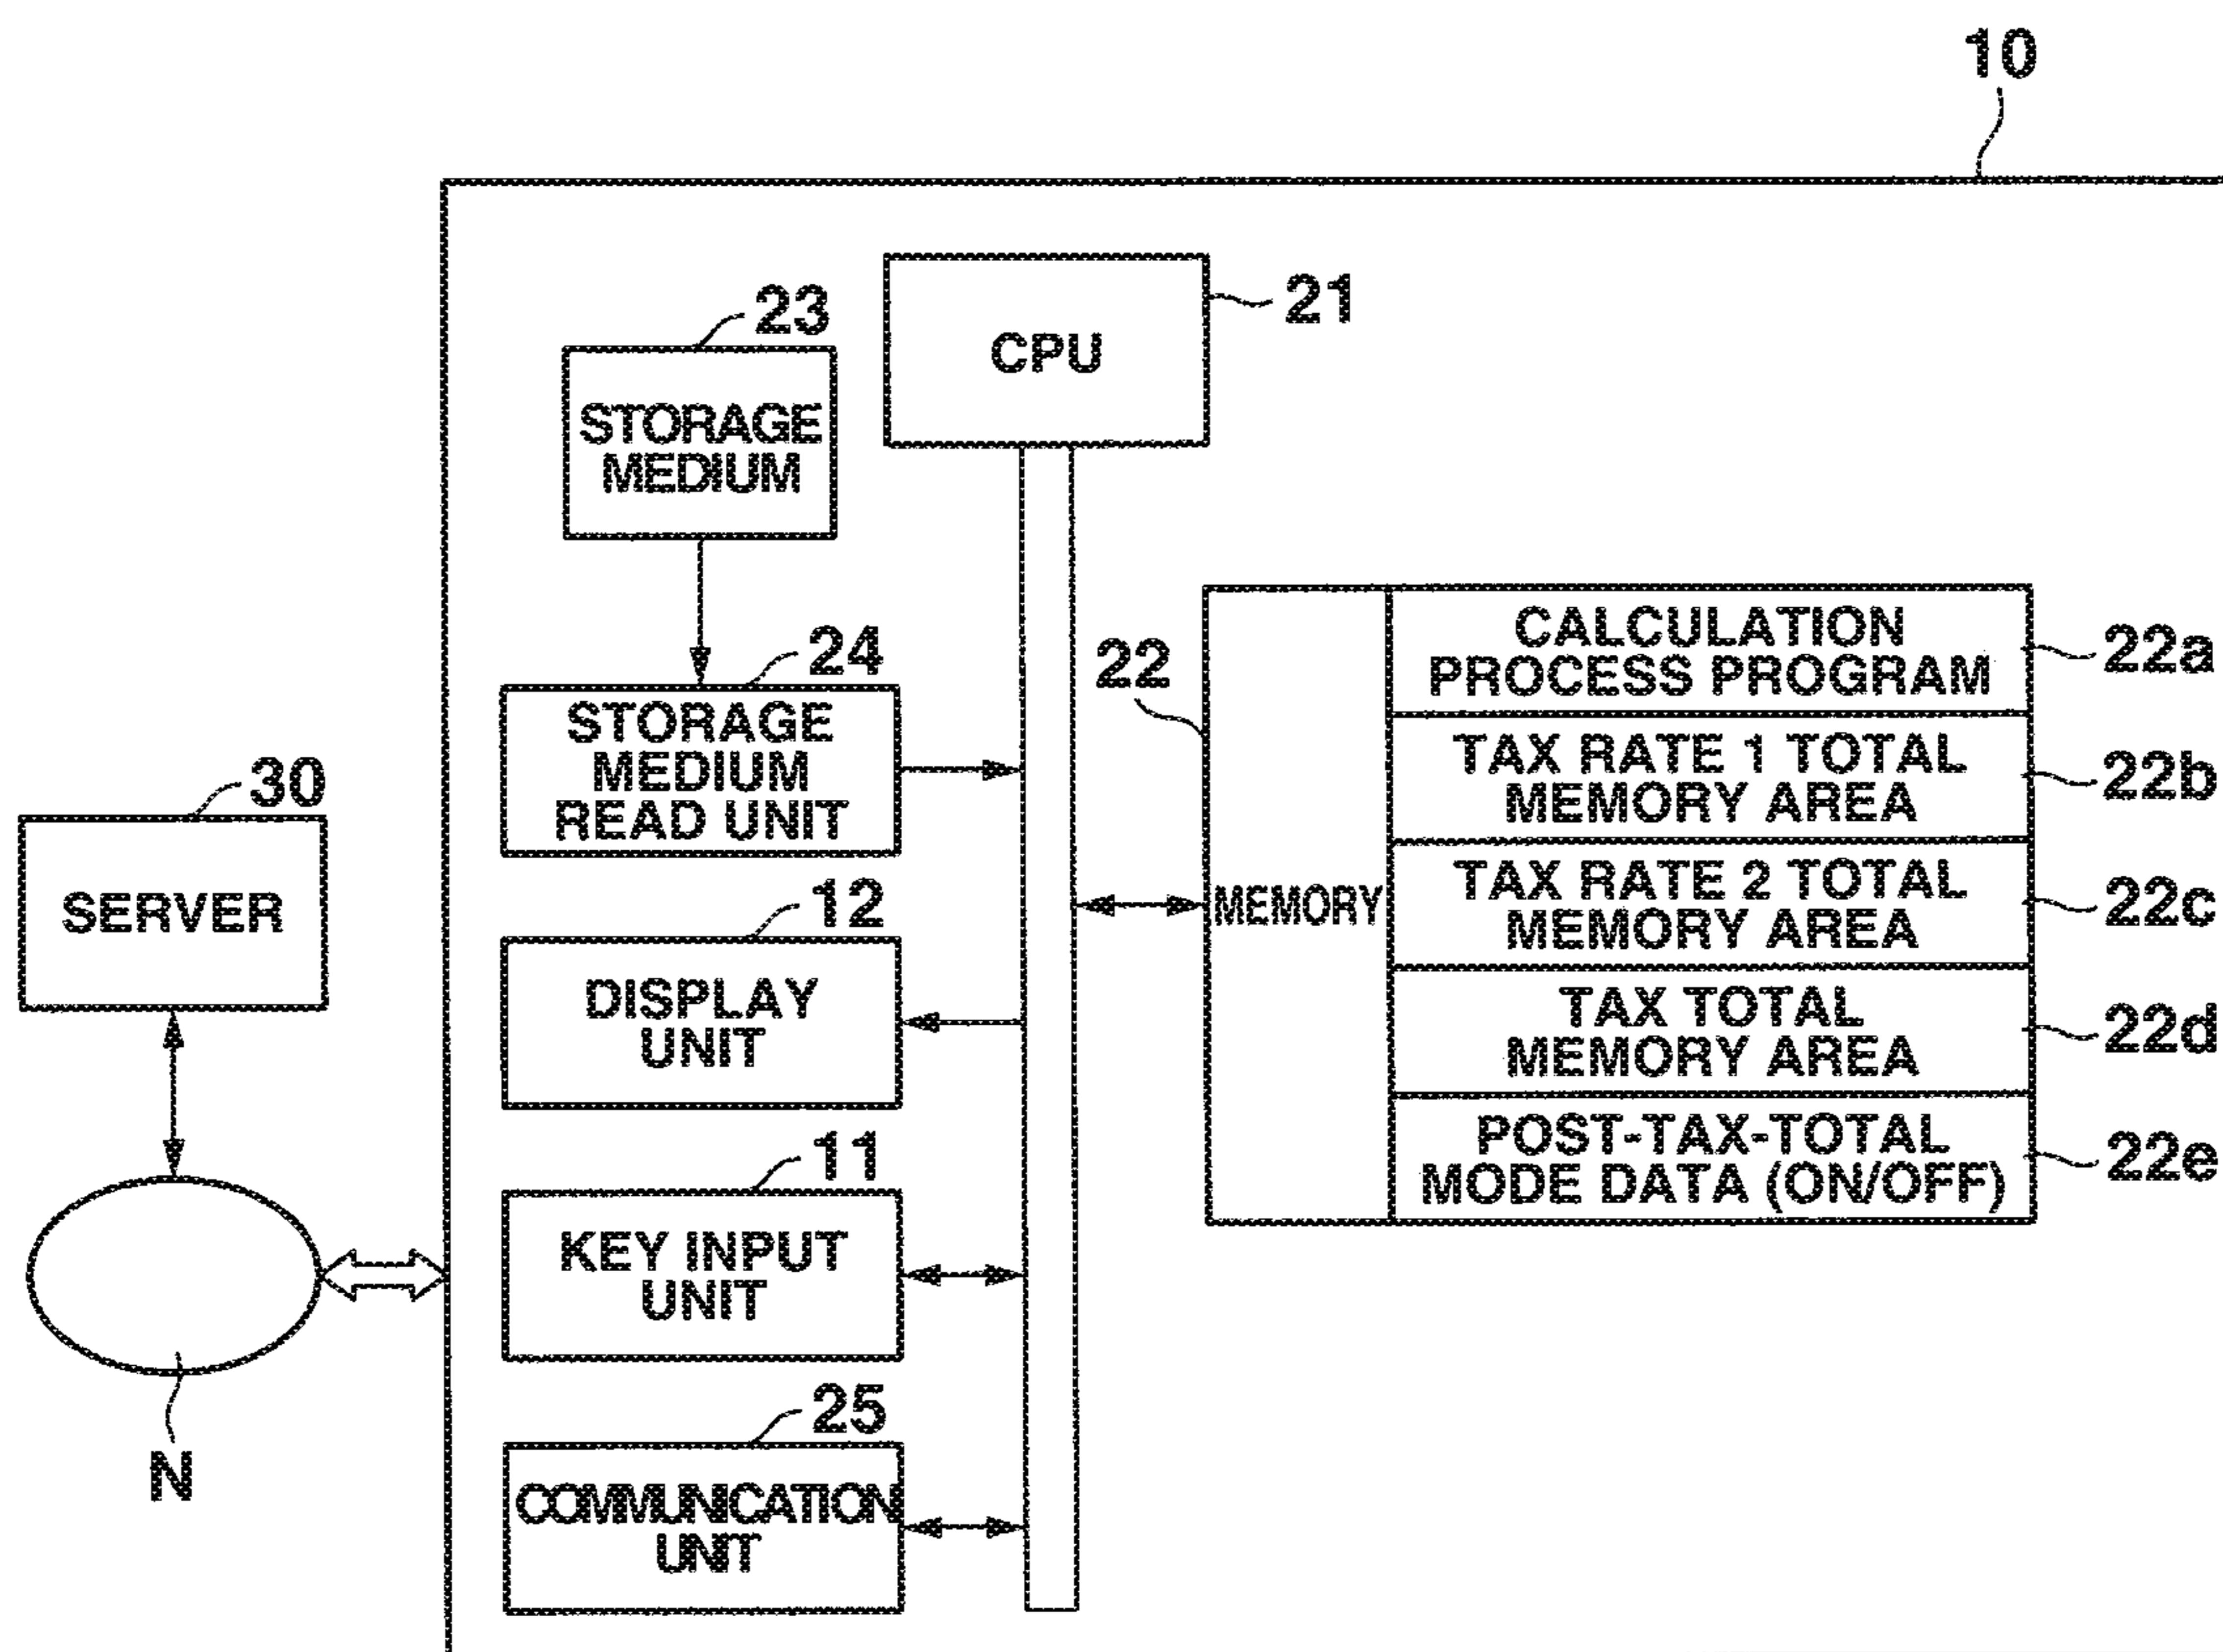 10
21
CPU
23
STORAGE
MEDIUM
24
STORAGE
MEDIUM
READ UNIT
30
SERVER
12
DISPLAY
UNIT
11
KEY INPUT
UNIT
25
COMMUNICATION
UNIT
N
22
MEMORY
CALCULATION
PROCESS PROGRAM
22a
TAX RATE 1 TOTAL
MEMORY AREA
22b
TAX RATE 2 TOTAL
MEMORY AREA
22c
TAX TOTAL
MEMORY AREA
22d
POST-TAX-TOTAL
MODE DATA (ON/OFF)
22e